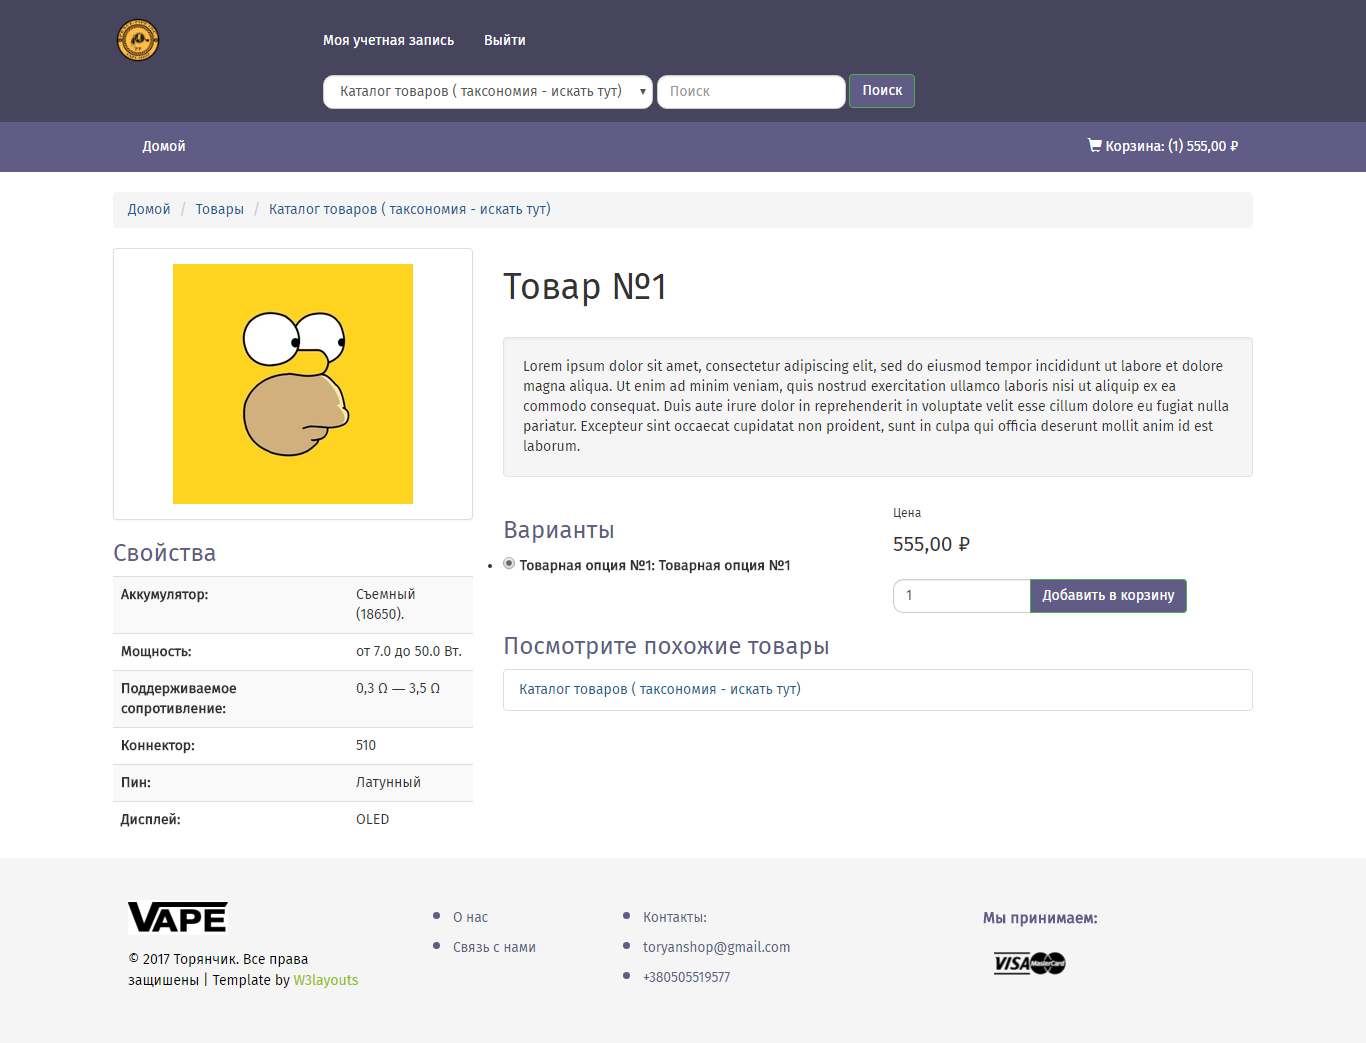 Моя учетная запись Выйти
Каталог товаров ( таксономия - искать тут) Поиск Поиск
Домой Корзина: (1) 555,00 ₽
Домой / Товары / Каталог товаров ( таксономия - искать тут)
Товар №1
Lorem ipsum dolor sit amet, consectetur adipiscing elit, sed do eiusmod tempor incididunt ut labore et dolore
magna aliqua. Ut enim ad minim veniam, quis nostrud exercitation ullamco laboris nisi ut aliquip ex ea
commodo consequat. Duis aute irure dolor in reprehenderit in voluptate velit esse cillum dolore eu fugiat nulla
pariatur. Excepteur sint occaecat cupidatat non proident, sunt in culpa qui officia deserunt mollit anim id est
laborum.
Варианты
Товарная опция №1: Товарная опция №1
Цена
555,00 ₽
1 Добавить в корзину
Посмотрите похожие товары
Каталог товаров ( таксономия - искать тут)
Свойства
Аккумулятор: Съемный
(18650).
Мощность: от 7.0 до 50.0 Вт.
Поддерживаемое 0,3 Ω — 3,5 Ω
сопротивление:
Коннектор: 510
Пин: Латунный
Дисплей: OLED
VAPE
© 2017 Торянчик. Все права
защишены | Template by W3layouts
О нас
Связь с нами
Контакты:
toryanshop@gmail.com
+380505519577
Мы принимаем:
VISA MasterCard